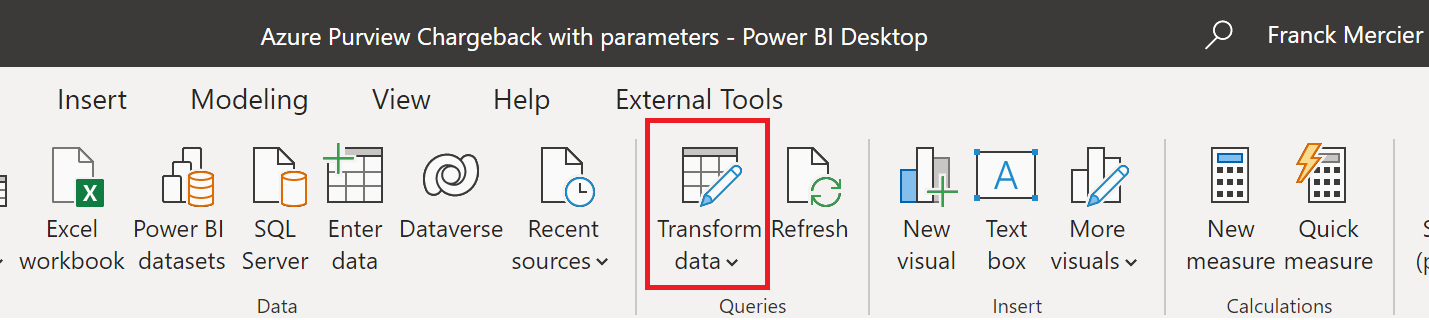 Azure Purview Chargeback with parameters - Power BI Desktop
Franck Mercier
Insert Modeling View Help External Tools
Excel workbook
Power BI datasets
SQL Server
Enter data
Dataverse
Recent sources
Transform data
Refresh
New visual
A
Text box
More visuals
New measure
Quick measure
Data
Queries
Insert
Calculations